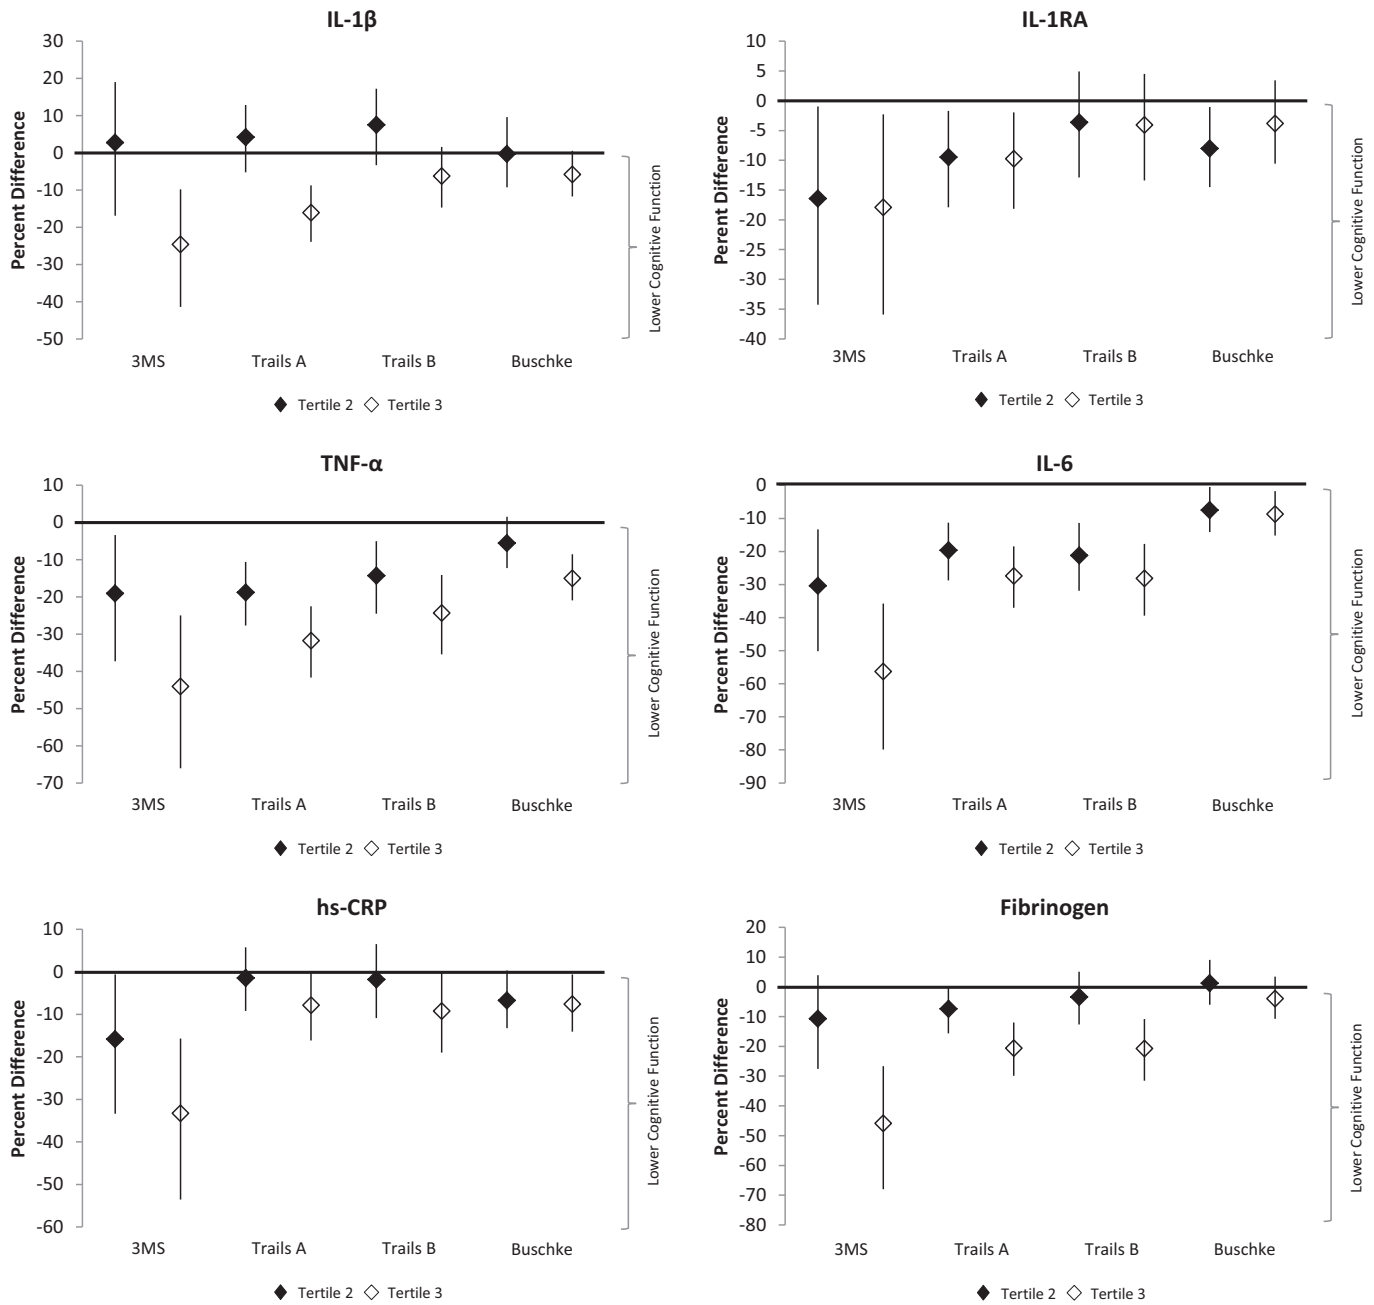 IL-1β
30
20
10
0
-10
-20
-30
-40
-50
Percent Difference
Lower Cognitive Function
3MS Trails A Trails B Buschke
Tertile 2 Tertile 3
IL-1RA
10
5
0
-5
-10
-15
-20
-25
-30
-35
-40
Perent Difference
Lower Cognitive Function
3MS Trails A Trails B Buschke
Tertile 2 Tertile 3
TNF-α
10
0
-10
-20
-30
-40
-50
-60
-70
Percent Difference
Lower Cognitive Function
3MS Trails A Trails B Buschke
Tertile 2 Tertile 3
IL-6
0
-10
-20
-30
-40
-50
-60
-70
-80
-90
Percent Difference
Lower Cognitive Function
3MS Trails A Trails B Buschke
Tertile 2 Tertile 3
hs-CRP
10
0
-10
-20
-30
-40
-50
-60
Percent Difference
Lower Cognitive Function
3MS Trails A Trails B Buschke
Tertile 2 Tertile 3
Fibrinogen
20
10
0
-10
-20
-30
-40
-50
-60
-70
-80
Percent Difference
Lower Cognitive Function
3MS Trails A Trails B Buschke
Tertile 2 Tertile 3